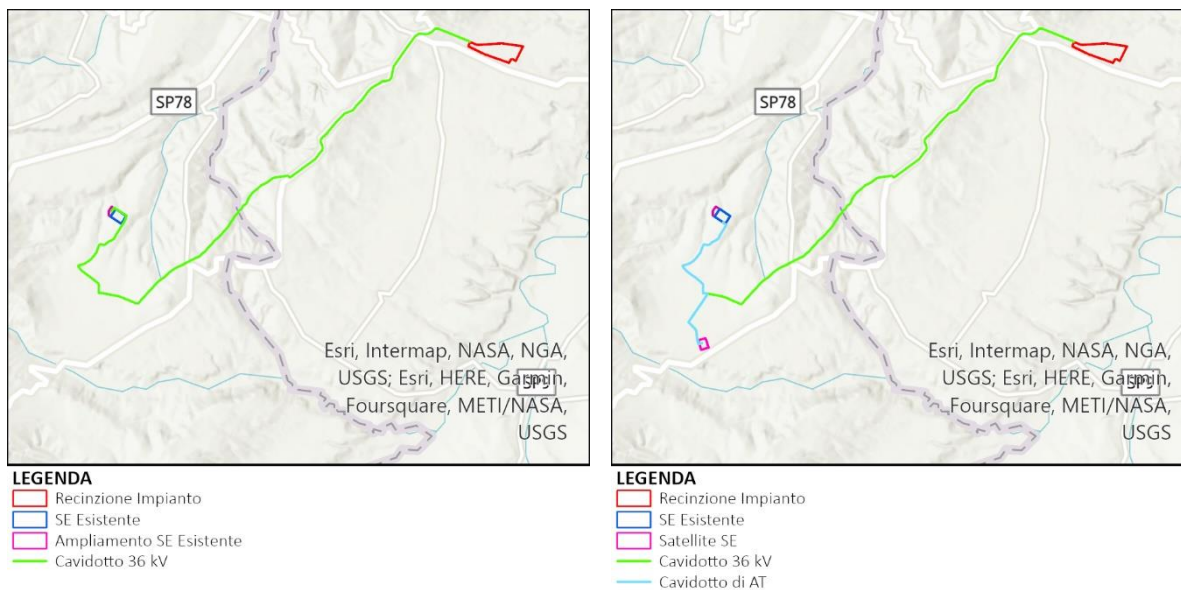 SP78
Esri, Intermap, NASA, NGA,
USGS; Esri, HERE, Garmin,
Foursquare, METI/NASA,
USGS
LEGENDA
Recinzione Impianto
SE Esistente
Ampliamento SE Esistente
Cavidotto 36 kV
SP78
Esri, Intermap, NASA, NGA,
USGS; Esri, HERE, Garmin,
Foursquare, METI/NASA,
USGS
LEGENDA
Recinzione Impianto
SE Esistente
Satellite SE
Cavidotto 36 kV
Cavidotto di AT